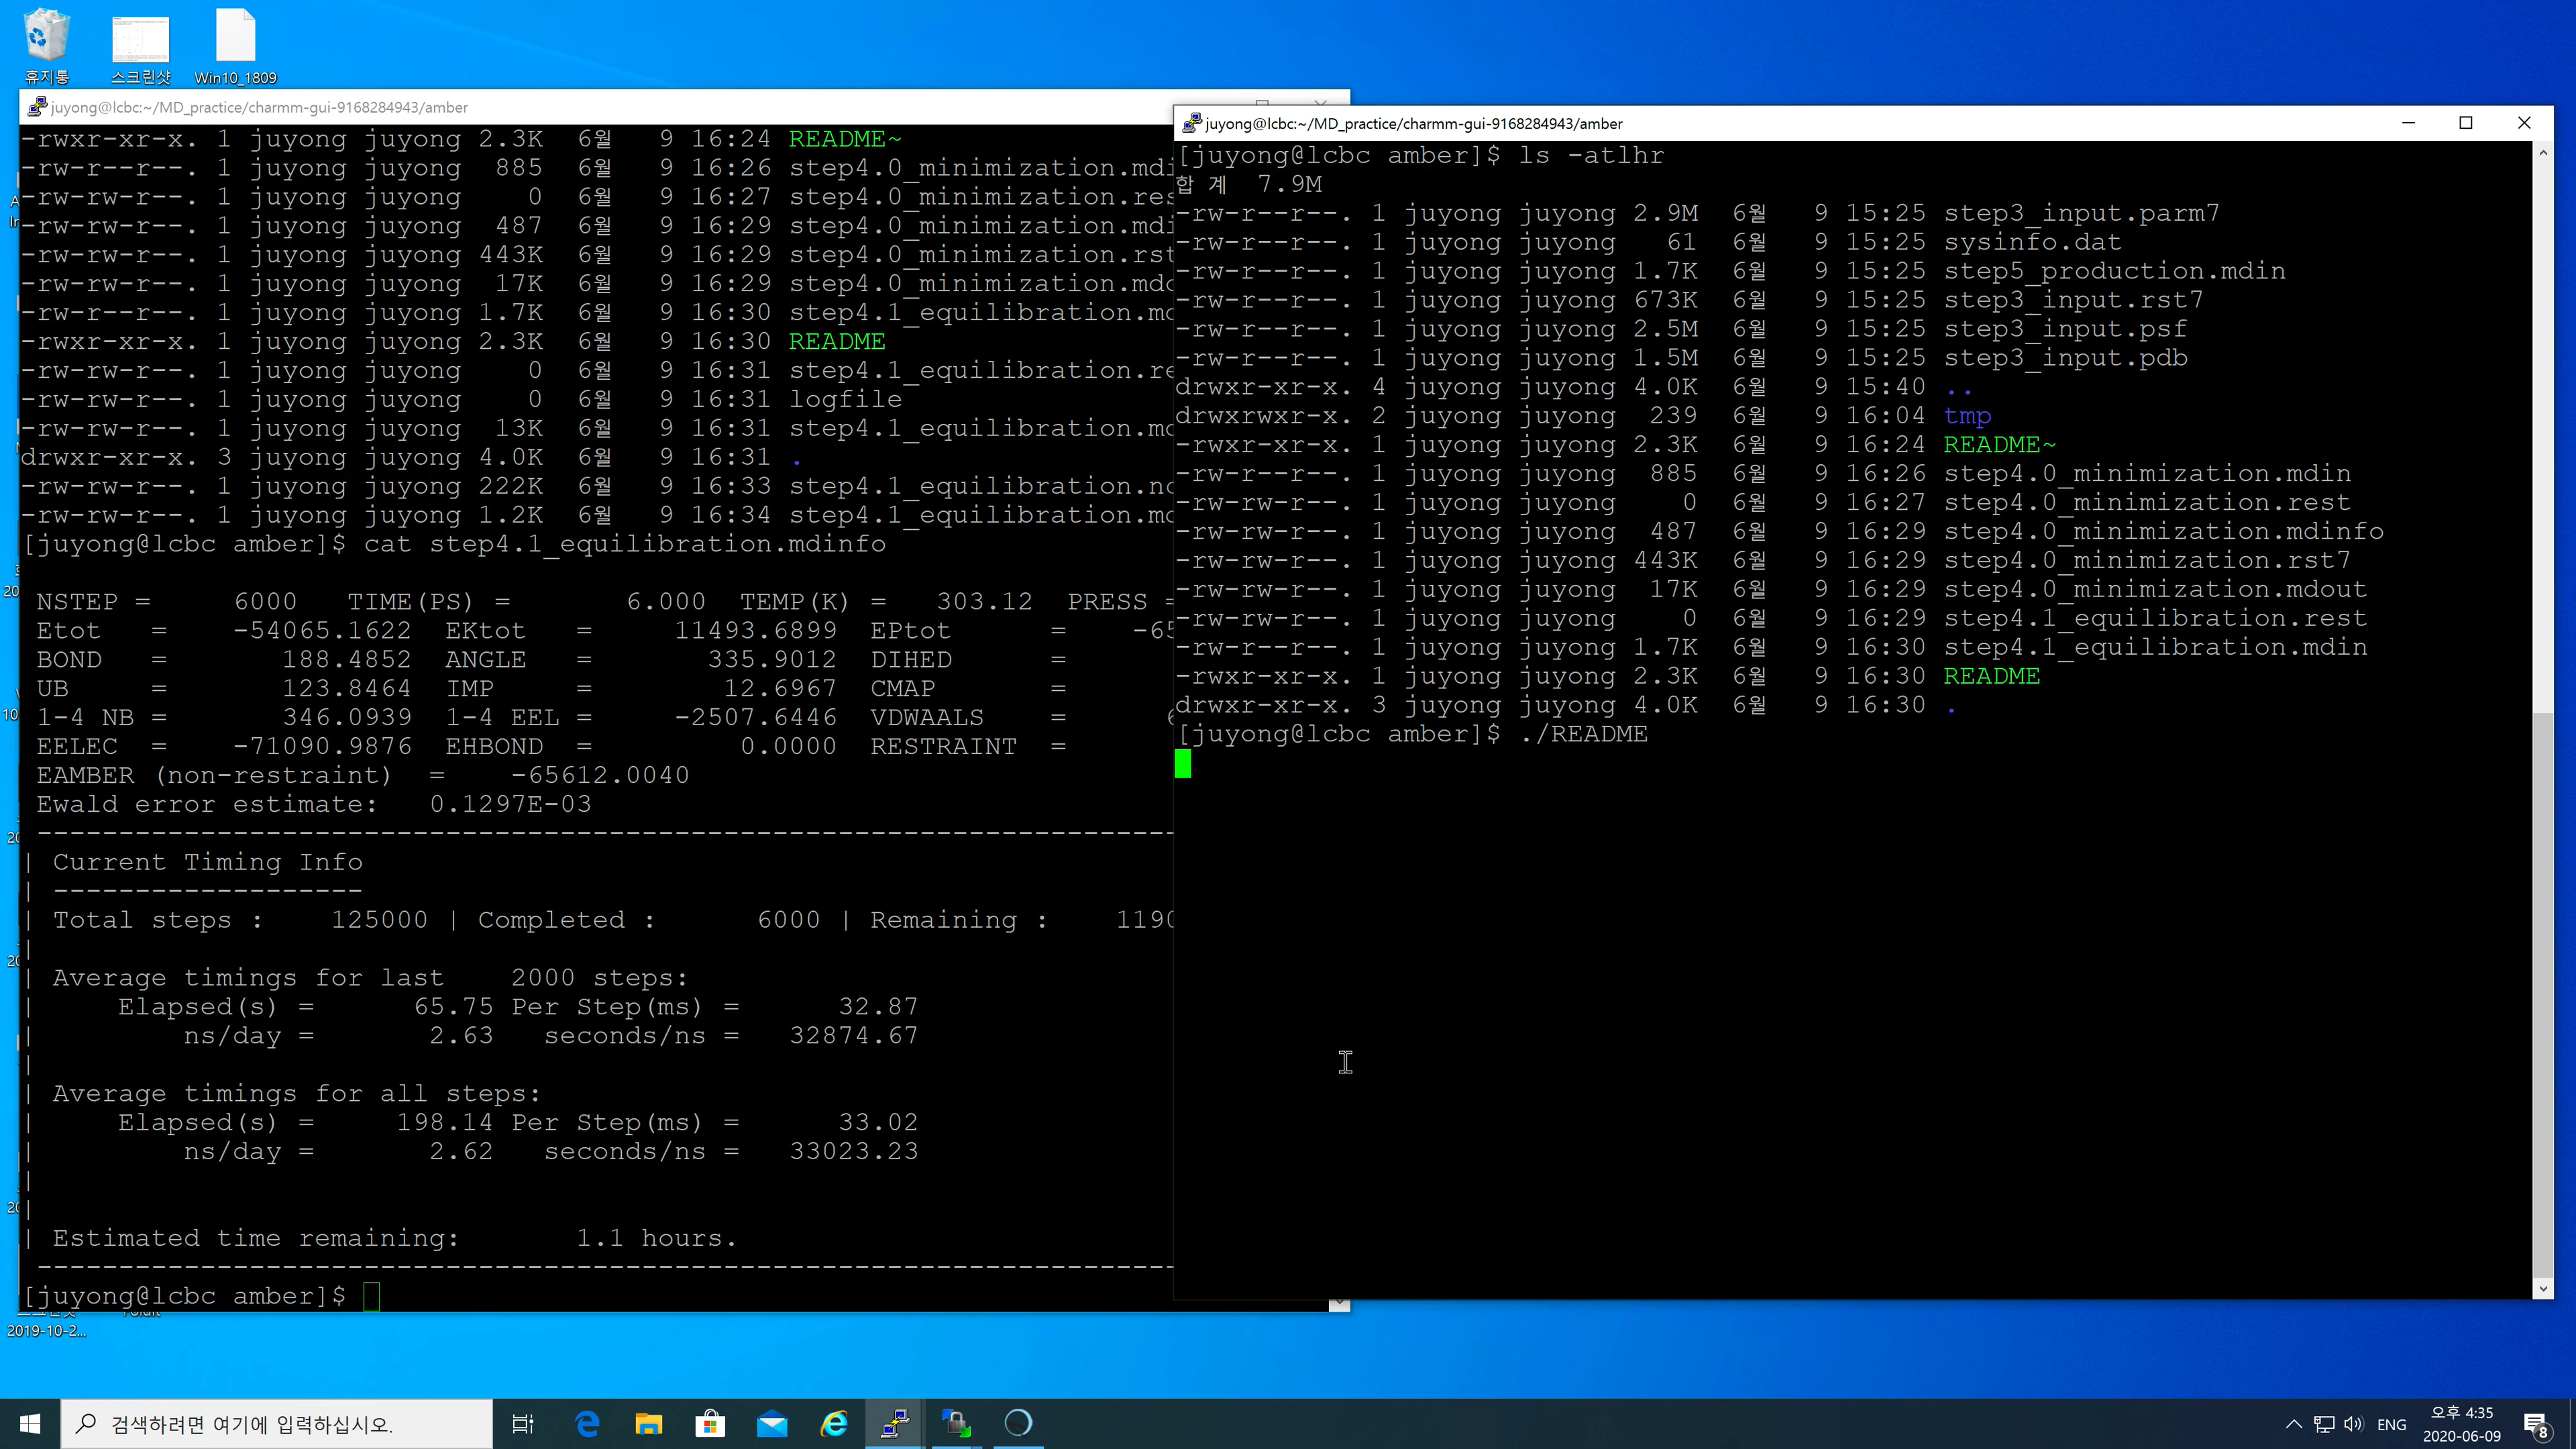 휴지통
스크린샷
Win10_1809
juyong@lcbc:~/MD_practice/charmm-gui-9168284943/amber
-rwxr-xr-x. 1 juyong juyong 2.3K 6월 9 16:24 README~
-rw-r--r--. 1 juyong juyong 885 6월 9 16:26 step4.0_minimization.mdi
-rw-rw-r--. 1 juyong juyong 0 6월 9 16:27 step4.0_minimization.res
-rw-rw-r--. 1 juyong juyong 487 6월 9 16:29 step4.0_minimization.mdi
-rw-rw-r--. 1 juyong juyong 443K 6월 9 16:29 step4.0_minimization.rst
-rw-rw-r--. 1 juyong juyong 17K 6월 9 16:29 step4.0_minimization.mdo
-rw-r--r--. 1 juyong juyong 1.7K 6월 9 16:30 step4.1_equilibration.md
-rwxr-xr-x. 1 juyong juyong 2.3K 6월 9 16:30 README
-rw-rw-r--. 1 juyong juyong 0 6월 9 16:31 step4.1_equilibration.re
-rw-rw-r--. 1 juyong juyong 0 6월 9 16:31 logfile
-rw-rw-r--. 1 juyong juyong 13K 6월 9 16:31 step4.1_equilibration.md
drwxr-xr-x. 3 juyong juyong 4.0K 6월 9 16:31 .
-rw-rw-r--. 1 juyong juyong 222K 6월 9 16:33 step4.1_equilibration.nc
-rw-rw-r--. 1 juyong juyong 1.2K 6월 9 16:34 step4.1_equilibration.md
[juyong@lcbc amber]$ cat step4.1_equilibration.mdinfo
NSTEP = 6000 TIME(PS) = 6.000 TEMP(K) = 303.12 PRESS =
Etot = -54065.1622 EKtot = 11493.6899 EPtot = -65
BOND = 188.4852 ANGLE = 335.9012 DIHED =
UB = 123.8464 IMP = 12.6967 CMAP =
1-4 NB = 346.0939 1-4 EEL = -2507.6446 VDWAALS = 6
EELEC = -71090.9876 EHBOND = 0.0000 RESTRAINT =
EAMBER (non-restraint) = -65612.0040
Ewald error estimate: 0.1297E-03
------------------------------------------------------------------------------
| Current Timing Info
| -------------------
| Total steps : 125000 | Completed : 6000 | Remaining : 1190
|
| Average timings for last 2000 steps:
| Elapsed(s) = 65.75 Per Step(ms) = 32.87
| ns/day = 2.63 seconds/ns = 32874.67
|
| Average timings for all steps:
| Elapsed(s) = 198.14 Per Step(ms) = 33.02
| ns/day = 2.62 seconds/ns = 33023.23
|
|
| Estimated time remaining: 1.1 hours.
------------------------------------------------------------------------------
[juyong@lcbc amber]$
2019-10-2...
juyong@lcbc:~/MD_practice/charmm-gui-9168284943/amber
[juyong@lcbc amber]$ ls -atlhr
합계 7.9M
-rw-r--r--. 1 juyong juyong 2.9M 6월 9 15:25 step3_input.parm7
-rw-r--r--. 1 juyong juyong 61 6월 9 15:25 sysinfo.dat
-rw-r--r--. 1 juyong juyong 1.7K 6월 9 15:25 step5_production.mdin
-rw-r--r--. 1 juyong juyong 673K 6월 9 15:25 step3_input.rst7
-rw-r--r--. 1 juyong juyong 2.5M 6월 9 15:25 step3_input.psf
-rw-r--r--. 1 juyong juyong 1.5M 6월 9 15:25 step3_input.pdb
drwxr-xr-x. 4 juyong juyong 4.0K 6월 9 15:40 ..
drwxrwxr-x. 2 juyong juyong 239 6월 9 16:04 tmp
-rwxr-xr-x. 1 juyong juyong 2.3K 6월 9 16:24 README~
-rw-r--r--. 1 juyong juyong 885 6월 9 16:26 step4.0_minimization.mdin
-rw-rw-r--. 1 juyong juyong 0 6월 9 16:27 step4.0_minimization.rest
-rw-rw-r--. 1 juyong juyong 487 6월 9 16:29 step4.0_minimization.mdinfo
-rw-rw-r--. 1 juyong juyong 443K 6월 9 16:29 step4.0_minimization.rst7
-rw-rw-r--. 1 juyong juyong 17K 6월 9 16:29 step4.0_minimization.mdout
-rw-rw-r--. 1 juyong juyong 0 6월 9 16:29 step4.1_equilibration.rest
-rw-r--r--. 1 juyong juyong 1.7K 6월 9 16:30 step4.1_equilibration.mdin
-rwxr-xr-x. 1 juyong juyong 2.3K 6월 9 16:30 README
drwxr-xr-x. 3 juyong juyong 4.0K 6월 9 16:30 .
[juyong@lcbc amber]$ ./README
검색하려면 여기에 입력하십시오.
ENG
오후 4:35
2020-06-09
8